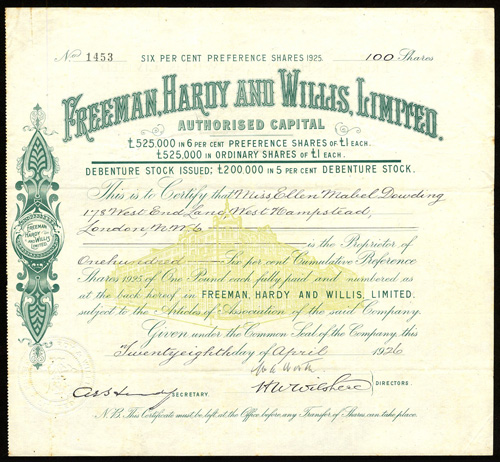 No. 1453 SIX PER CENT PREFERENCE SHARES 1925. 100 Shares
FREEMAN, HARDY AND WILLIS, LIMITED.
AUTHORISED CAPITAL
£525,000 IN 6 PER CENT PREFERENCE SHARES OF £1 EACH.
£525,000 IN ORDINARY SHARES OF £1 EACH.
DEBENTURE STOCK ISSUED; £200,000 IN 5 PER CENT DEBENTURE STOCK.
This is to Certify that Miss Ellen Mabel Dowding
178 West End Lane, West Hampstead,
London, N.W.6
is the Proprietor of
One hundred Six per cent Cumulative Preference
Shares 1925 of One Pound each fully paid and numbered as
at the back hereof in FREEMAN, HARDY AND WILLIS, LIMITED.
subject to the Articles of Association of the said Company.
Given under the Common Seal of the Company, this
Twentyeighth day of April 1926
SECRETARY.
H W Wilshere
DIRECTORS.
N.B. This Certificate must be left at the Office before any Transfer of Shares can take place.
FREEMAN
HARDY
AND WILLIS
LIMITED